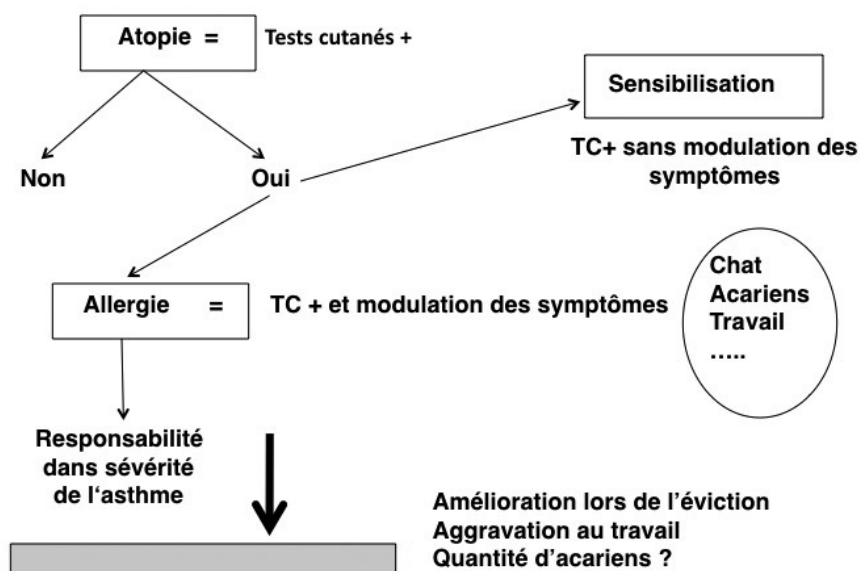 Atopie = Tests cutanés +
Sensibilisation
TC+ sans modulation des
symptômes
Non
Oui
Allergie = TC + et modulation des symptômes
Chat
Acariens
Travail
…..
Responsabilité
dans sévérité
de l‘asthme
Amélioration lors de l’éviction
Aggravation au travail
Quantité d’acariens ?